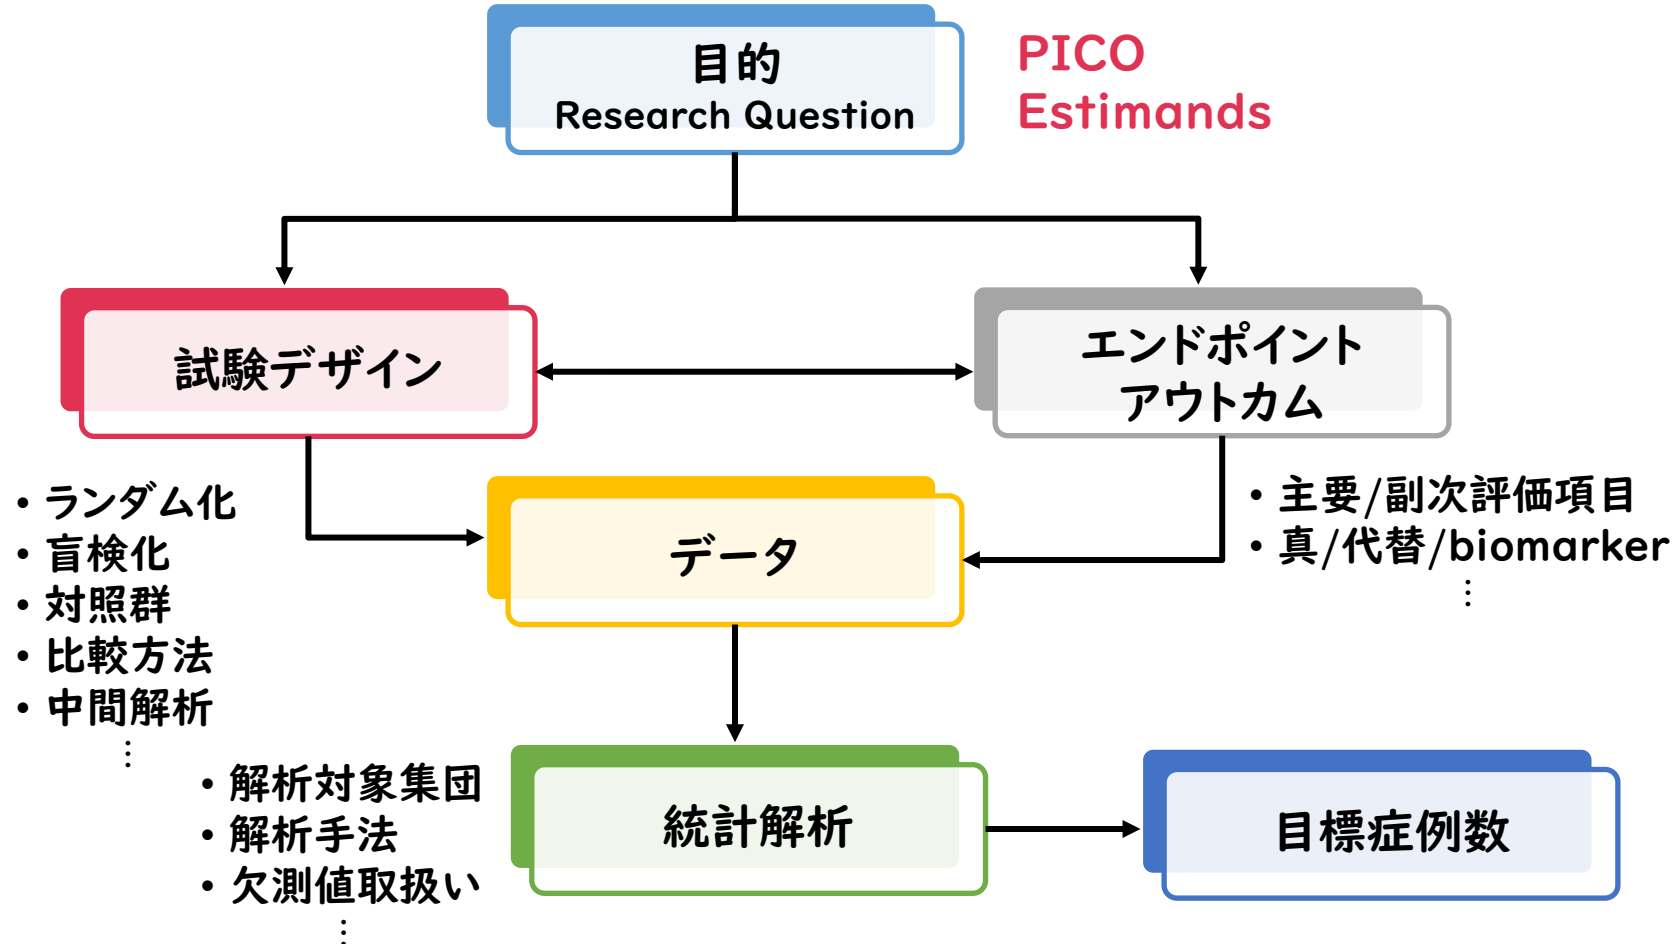 目的
Research Question
PICO
Estimands
試験デザイン
エンドポイント
アウトカム
・ランダム化
・盲検化
・対照群
・比較方法
・中間解析
⋮
・主要/副次評価項目
・真/代替/biomarker
⋮
データ
・解析対象集団
・解析手法
・欠測値取扱い
⋮
統計解析
目標症例数